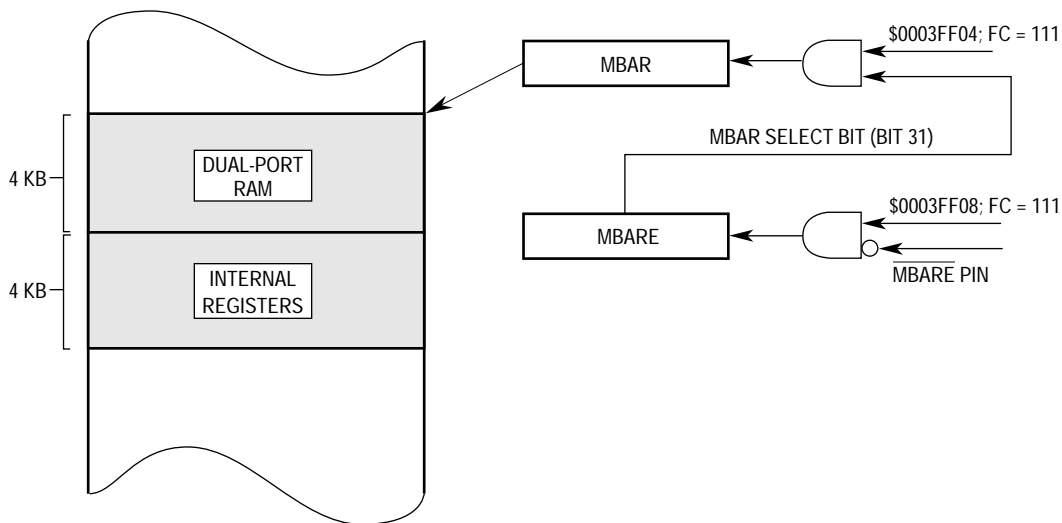 4 KB
DUAL-PORT
RAM
4 KB
INTERNAL
REGISTERS
MBAR
$0003FF04; FC = 111
MBAR SELECT BIT (BIT 31)
MBARE
$0003FF08; FC = 111
MBARE PIN